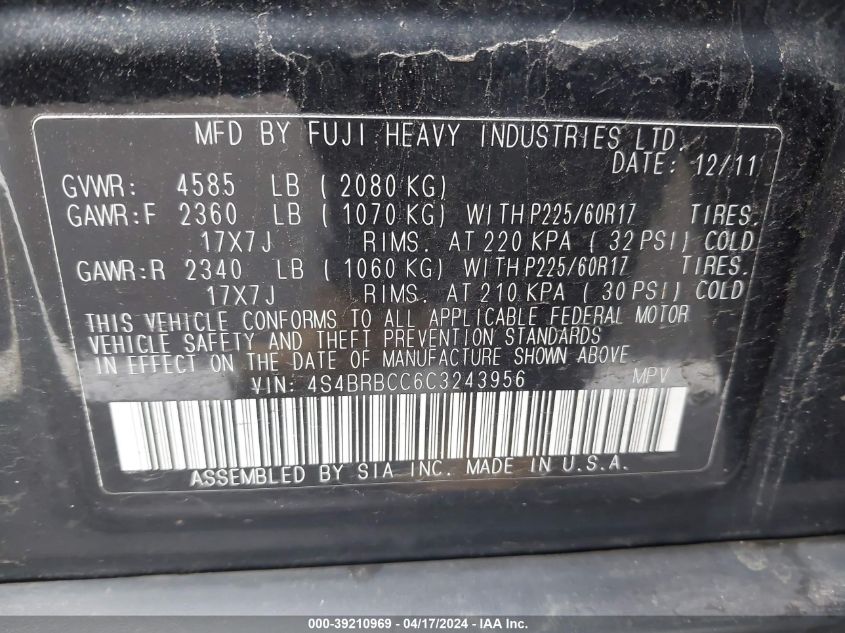 MFD BY FUJI HEAVY INDUSTRIES LTD.
DATE: 12/11
GVWR: 4585 LB ( 2080 KG)
GAWR:F 2360 LB ( 1070 KG) WITHP225/60R17 TIRES.
17X7J RIMS. AT 220 KPA ( 32 PSI) COLD
GAWR:R 2340 LB ( 1060 KG) WITHP225/60R17 TIRES.
17X7J RIMS. AT 210 KPA ( 30 PSI) COLD
THIS VEHICLE CONFORMS TO ALL APPLICABLE FEDERAL MOTOR
VEHICLE SAFETY AND THEFT PREVENTION STANDARDS
IN EFFECT ON THE DATE OF MANUFACTURE SHOWN ABOVE.
VIN: 4S4BRBCC6C3243956 MPV
ASSEMBLED BY SIA INC. MADE IN U.S.A.
000-39210969 - 04/17/2024 - IAA Inc.